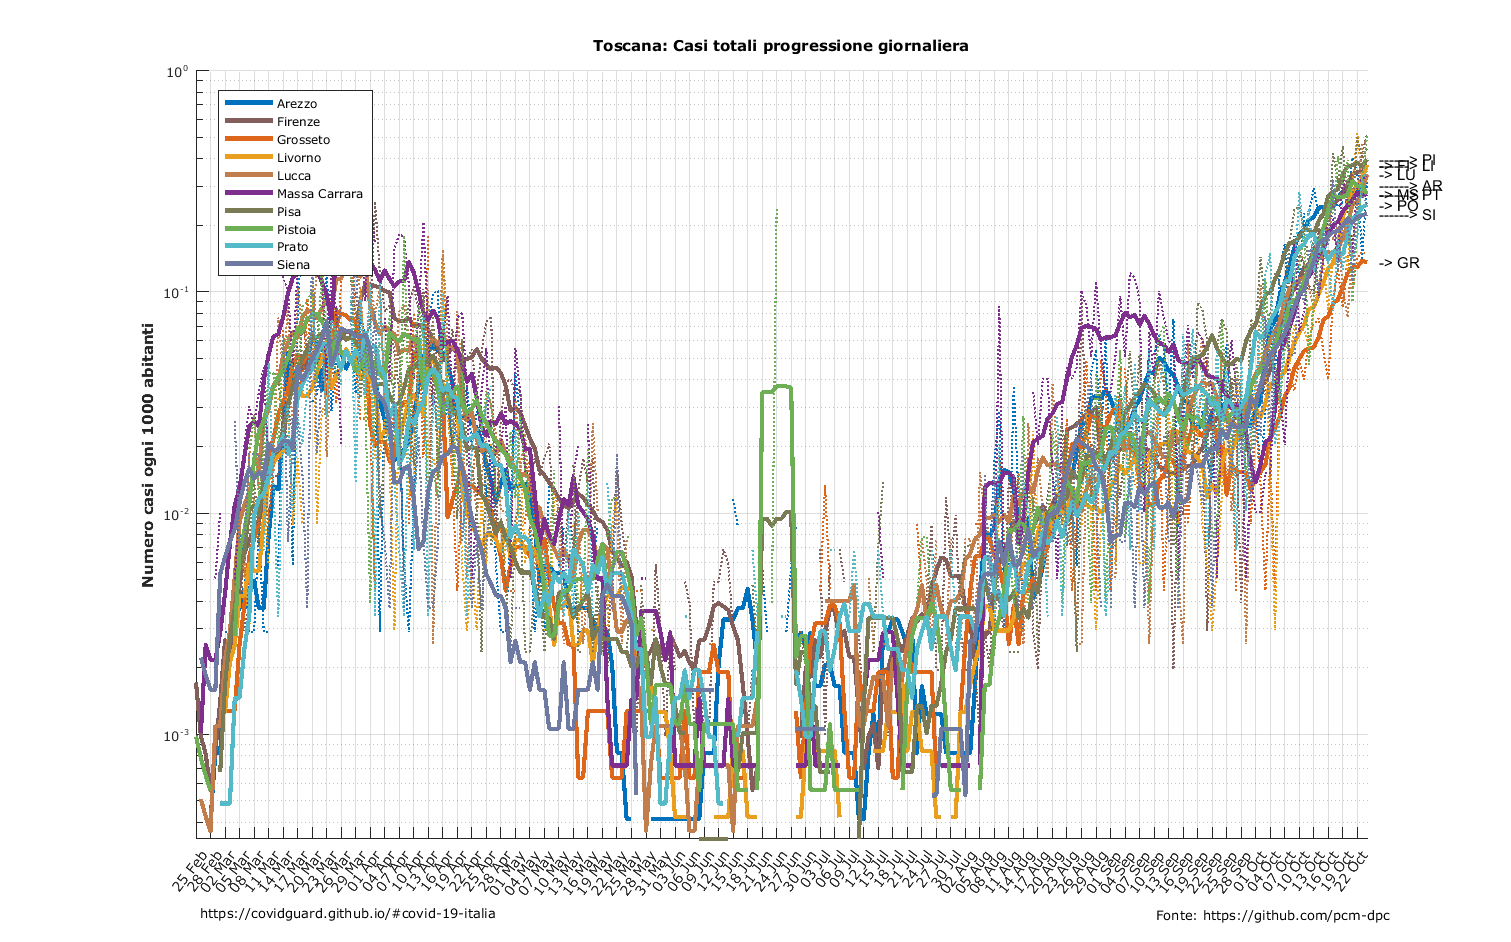 Toscana: Casi totali progressione giornaliera
10⁰
10⁻¹
10⁻²
10⁻³
Numero casi ogni 1000 abitanti
Arezzo
Firenze
Grosseto
Livorno
Lucca
Massa Carrara
Pisa
Pistoia
Prato
Siena
------> PI
-> FI
------> LI
-> LU
------> AR
-> MS
------> PT
-> PO
------> SI
-> GR
25 Feb
28 Feb
02 Mar
05 Mar
08 Mar
11 Mar
14 Mar
17 Mar
20 Mar
23 Mar
26 Mar
29 Mar
01 Apr
04 Apr
07 Apr
10 Apr
13 Apr
16 Apr
19 Apr
22 Apr
25 Apr
28 Apr
01 May
04 May
07 May
10 May
13 May
16 May
19 May
22 May
25 May
28 May
31 May
03 Jun
06 Jun
09 Jun
12 Jun
15 Jun
18 Jun
21 Jun
24 Jun
27 Jun
30 Jun
03 Jul
06 Jul
09 Jul
12 Jul
15 Jul
18 Jul
21 Jul
24 Jul
27 Jul
30 Jul
02 Aug
05 Aug
08 Aug
11 Aug
14 Aug
17 Aug
20 Aug
23 Aug
26 Aug
29 Aug
01 Sep
04 Sep
07 Sep
10 Sep
13 Sep
16 Sep
19 Sep
22 Sep
25 Sep
28 Sep
01 Oct
04 Oct
07 Oct
10 Oct
13 Oct
16 Oct
19 Oct
22 Oct
https://covidguard.github.io/#covid-19-italia
Fonte: https://github.com/pcm-dpc